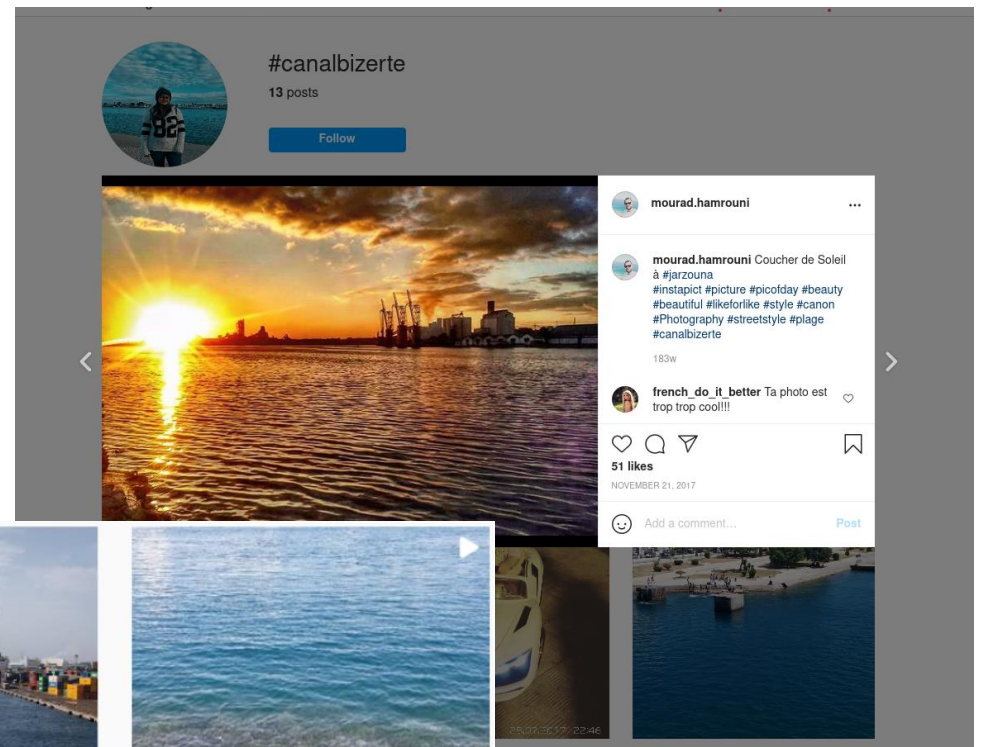 #canalbizerte
13 posts
Follow
mourad.hamrouni
mourad.hamrouni Coucher de Soleil
à #jarzouna
#instapict #picture #picofday #beauty
#beautiful #likeforlike #style #canon
#Photography #streetstyle #plage
#canalbizerte
183w
french_do_it_better Ta photo est
trop trop cool!!!
51 likes
NOVEMBER 21, 2017
Add a comment...
Post
22:46